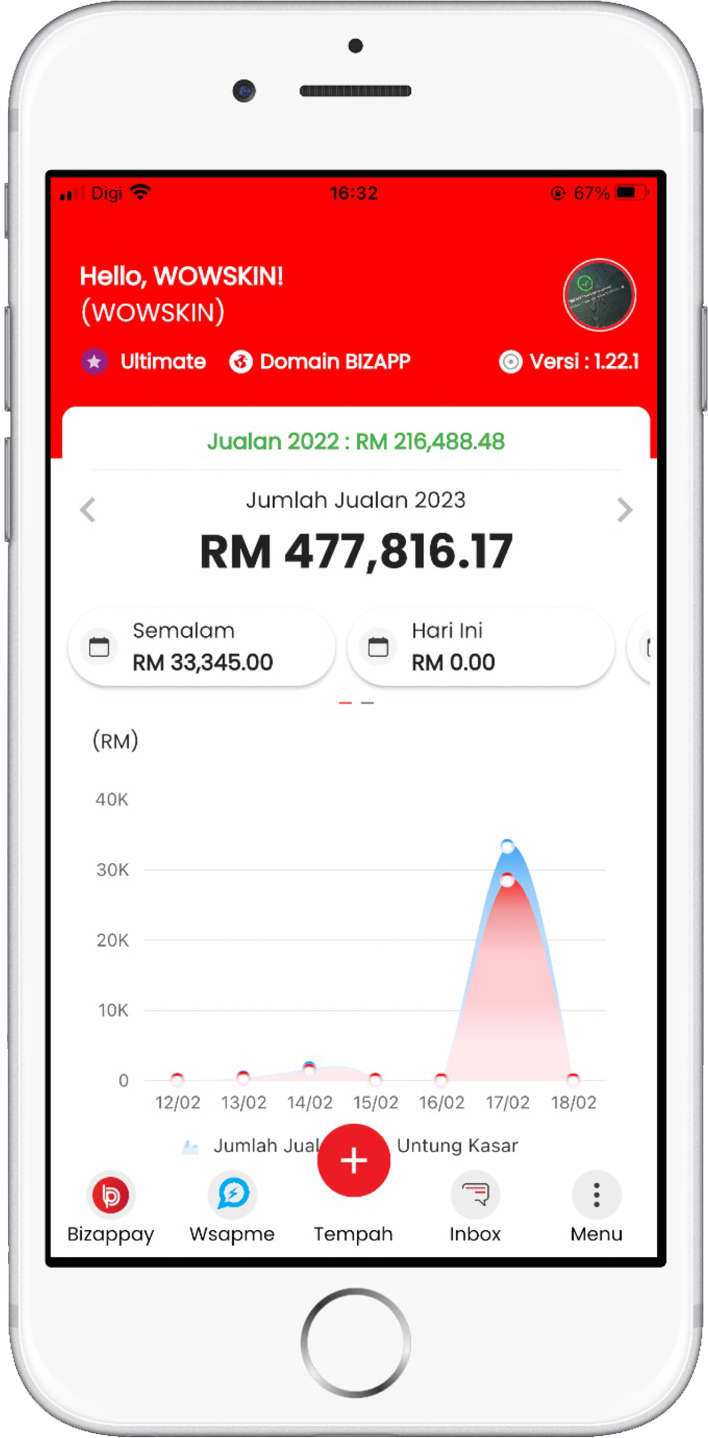 Digi 16:32 67%
Hello, WOWSKIN!
(WOWSKIN)
Ultimate Domain BIZAPP Versi : 1.22.1
Jualan 2022 : RM 216,488.48
Jumlah Jualan 2023
RM 477,816.17
Semalam Hari Ini
RM 33,345.00 RM 0.00
(RM)
40K
30K
20K
10K
0
12/02 13/02 14/02 15/02 16/02 17/02 18/02
Jumlah Jual Untung Kasar
Bizappay Wsapme Tempah Inbox Menu